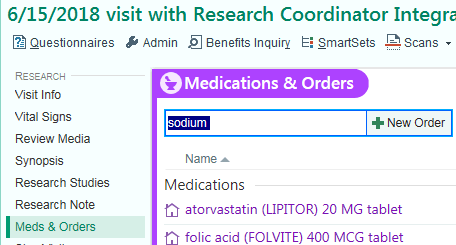 6/15/2018 visit with Research Coordinator Integra
Questionnaires Admin Benefits Inquiry SmartSets Scans
RESEARCH
Visit Info
Vital Signs
Review Media
Synopsis
Research Studies
Research Note
Meds & Orders
Medications & Orders
sodium New Order
Name
Medications
atorvastatin (LIPITOR) 20 MG tablet
folic acid (FOLVITE) 400 MCG tablet